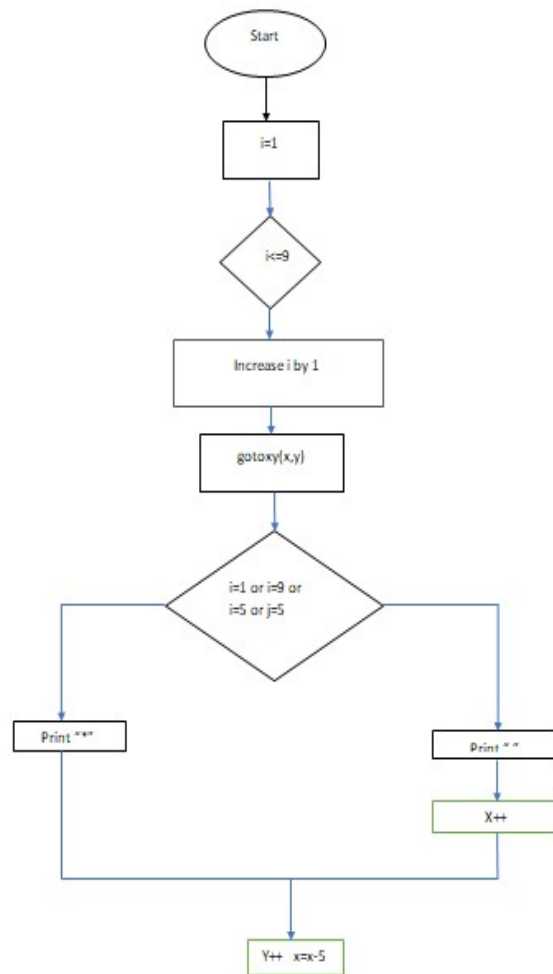 Start
i=1
i<=9
Increase i by 1
gotoxy(x,y)
i=1 or i=9 or
i=5 or j=5
Print "*"
Print " "
X++
Y++ x=x-5